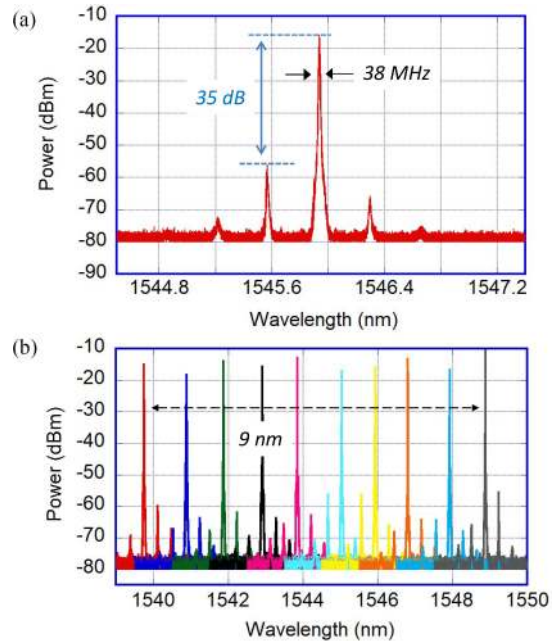 (a)
-10
-20
-30
-40
-50
-60
-70
-80
-90
Power (dBm)
35 dB
38 MHz
1544.8 1545.6 1546.4 1547.2
Wavelength (nm)
(b)
-10
-20
-30
-40
-50
-60
-70
-80
Power (dBm)
9 nm
1540 1542 1544 1546 1548 1550
Wavelength (nm)